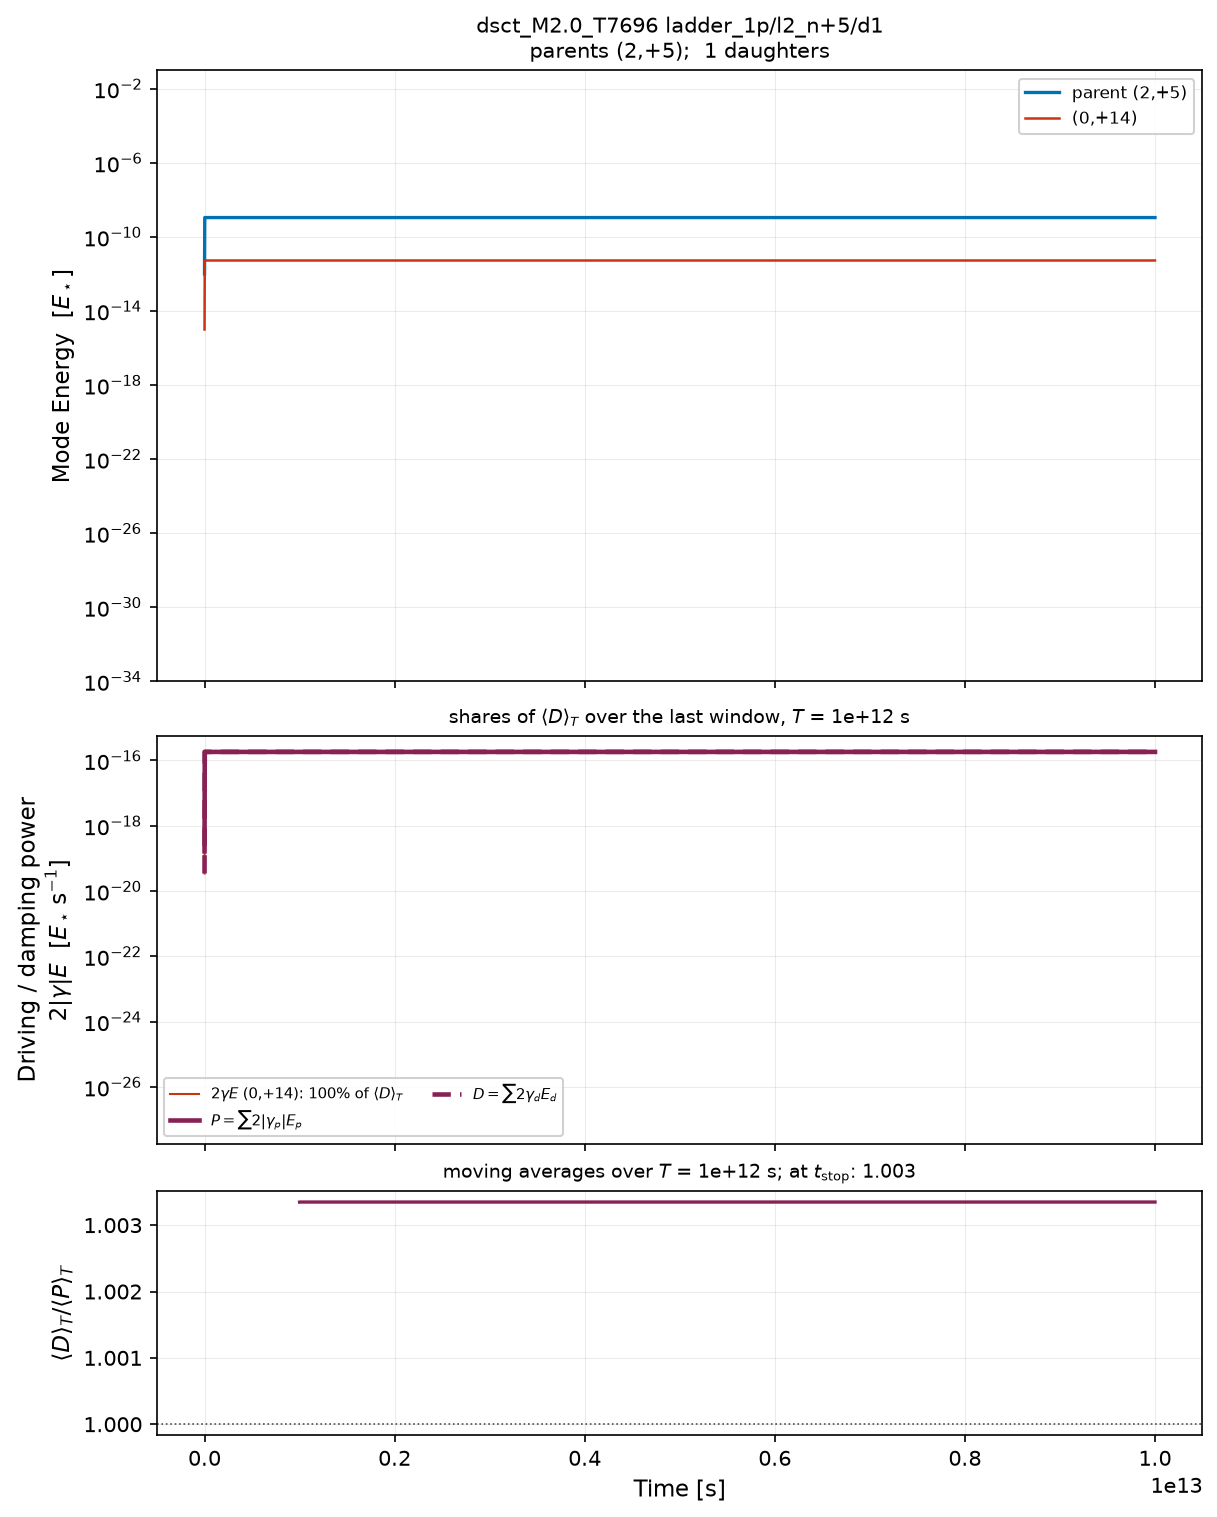 dsct_M2.0_T7696 ladder_1p/l2_n+5/d1
parents (2,+5);  1 daughters
parent (2,+5)
(0,+14)
Mode Energy [E⋆]
10⁻²
10⁻⁶
10⁻¹⁰
10⁻¹⁴
10⁻¹⁸
10⁻²²
10⁻²⁶
10⁻³⁰
10⁻³⁴
shares of ⟨D⟩_T over the last window, T = 1e+12 s
Driving / damping power
2|γ|E [E⋆ s⁻¹]
10⁻¹⁶
10⁻¹⁸
10⁻²⁰
10⁻²²
10⁻²⁴
10⁻²⁶
2γE (0,+14): 100% of ⟨D⟩_T
P = ∑2|γ_p|E_p
D = ∑2γ_dE_d
moving averages over T = 1e+12 s; at t_stop: 1.003
⟨D⟩_T/⟨P⟩_T
1.003
1.002
1.001
1.000
0.0 0.2 0.4 0.6 0.8 1.0
1e13
Time [s]